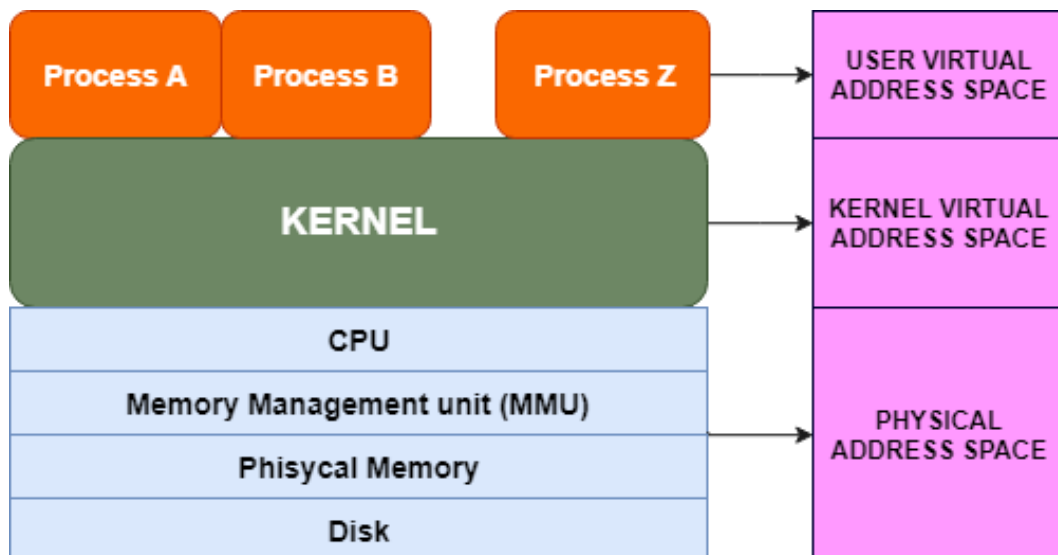 Process A
Process B
Process Z
USER VIRTUAL
ADDRESS SPACE
KERNEL
KERNEL VIRTUAL
ADDRESS SPACE
CPU
Memory Management unit (MMU)
Phisycal Memory
Disk
PHYSICAL
ADDRESS SPACE